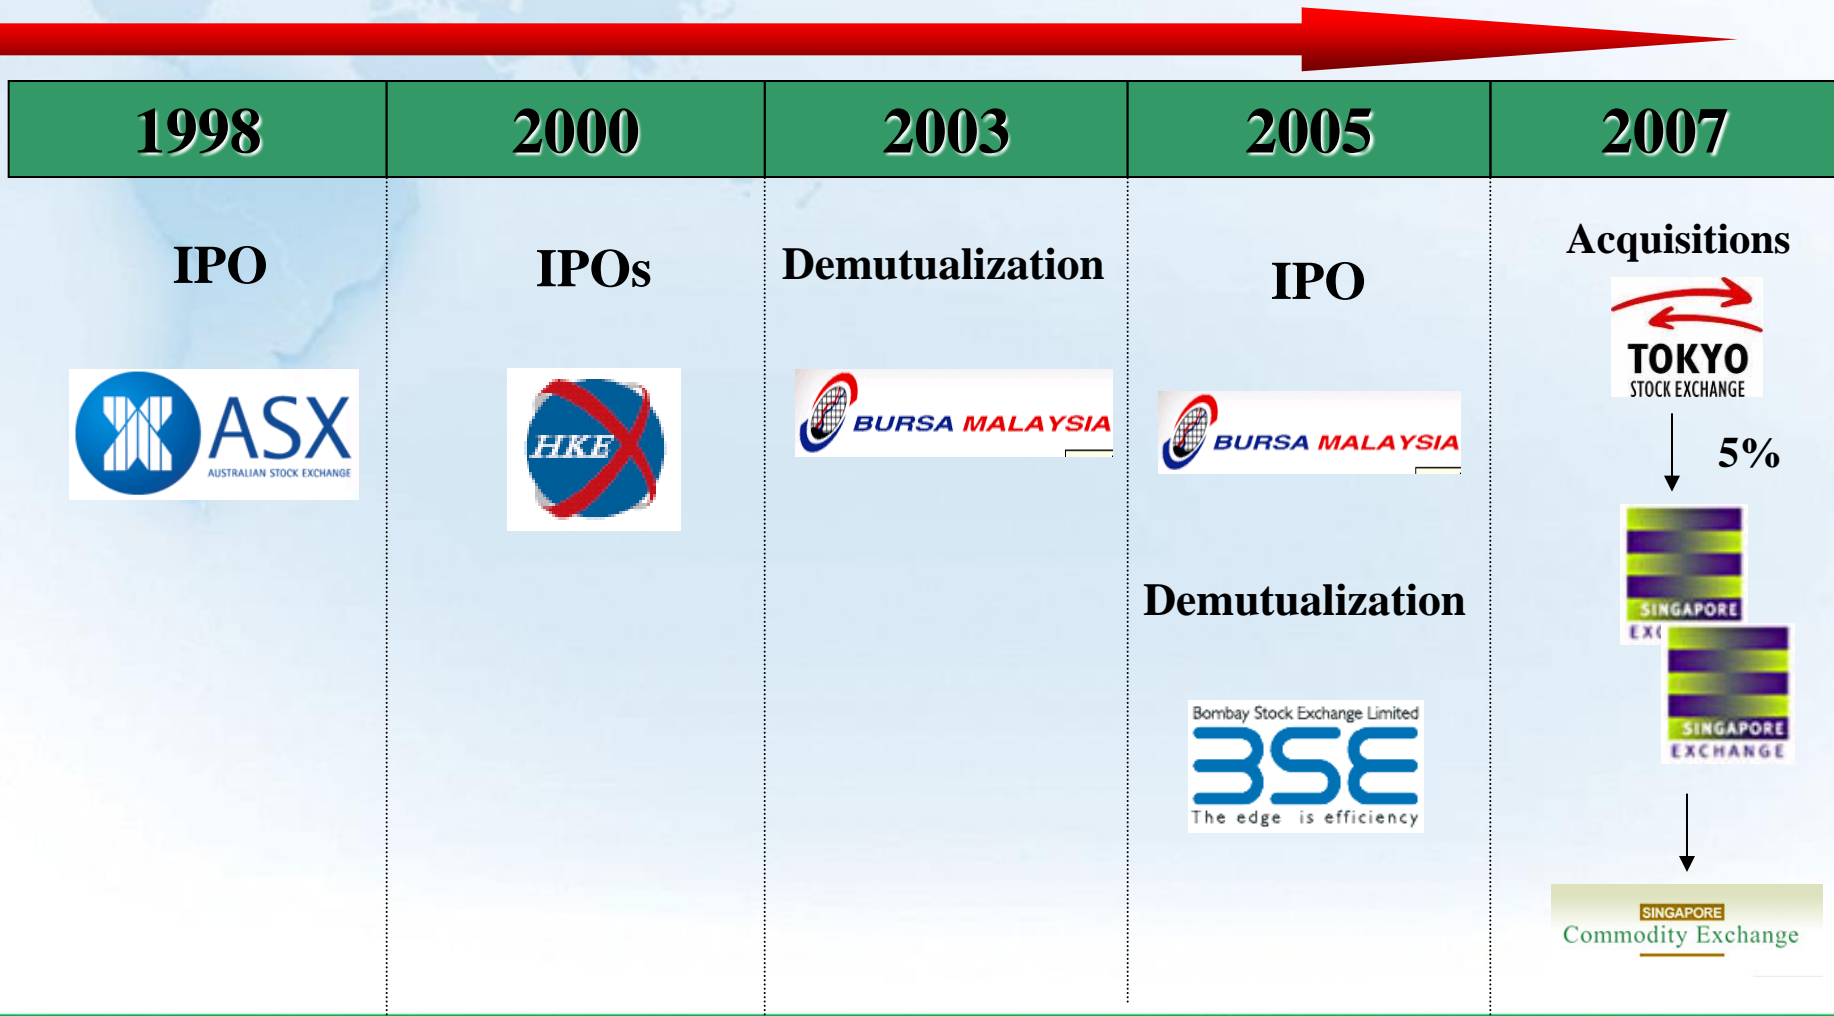 1998
2000
2003
2005
2007
IPO
ASX
AUSTRALIAN STOCK EXCHANGE
IPOs
HKEX
Demutualization
BURSA MALAYSIA
IPO
BURSA MALAYSIA
Demutualization
Bombay Stock Exchange Limited
BSE
The edge is efficiency
Acquisitions
TOKYO
STOCK EXCHANGE
5%
SINGAPORE
EXC
SINGAPORE
EXCHANGE
SINGAPORE
Commodity Exchange